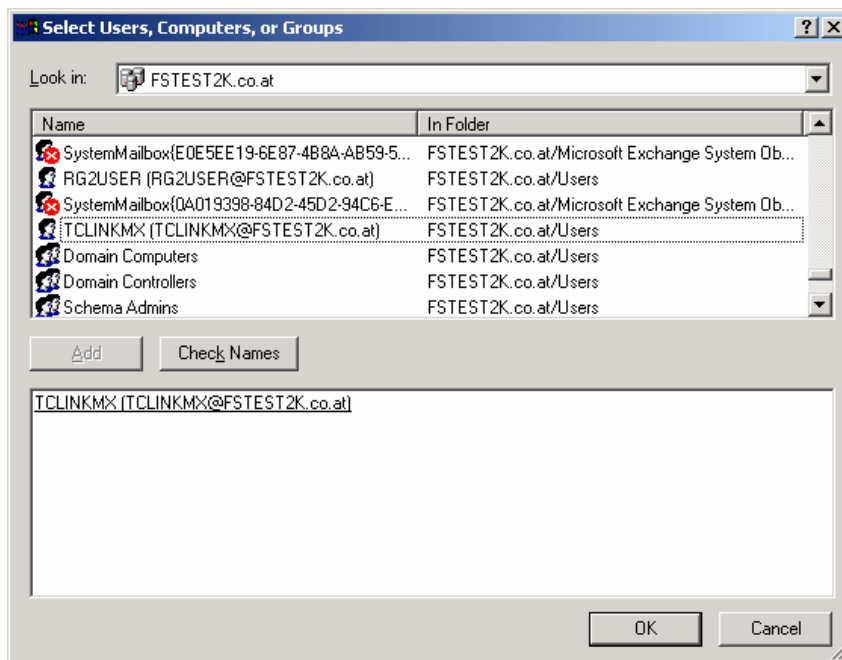 Select Users, Computers, or Groups
Look in: FSTEST2K.co.at
Name In Folder
SystemMailbox{E0E5EE19-6E87-4B8A-AB59-5... FSTEST2K.co.at/Microsoft Exchange System Ob...
RG2USER (RG2USER@FSTEST2K.co.at) FSTEST2K.co.at/Users
SystemMailbox{0A019398-84D2-45D2-94C6-E... FSTEST2K.co.at/Microsoft Exchange System Ob...
TCLINKMX (TCLINKMX@FSTEST2K.co.at) FSTEST2K.co.at/Users
Domain Computers FSTEST2K.co.at/Users
Domain Controllers FSTEST2K.co.at/Users
Schema Admins FSTEST2K.co.at/Users
Add Check Names
TCLINKMX (TCLINKMX@FSTEST2K.co.at)
OK Cancel